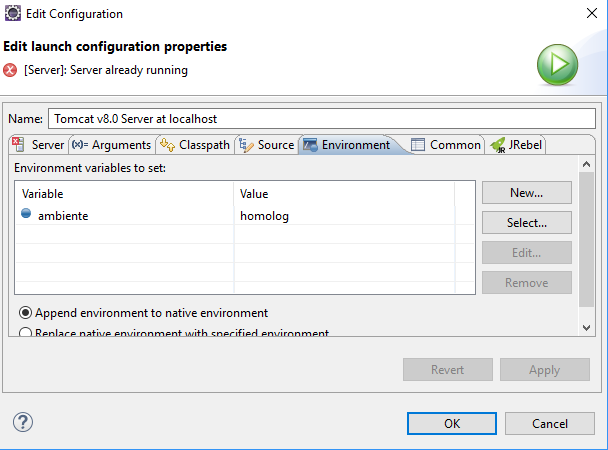 Edit Configuration
Edit launch configuration properties
[Server]: Server already running
Name: Tomcat v8.0 Server at localhost
Server (x)= Arguments Classpath Source Environment Common JR JRebel
Environment variables to set:
Variable Value
ambiente homolog
New...
Select...
Edit...
Remove
Append environment to native environment
Replace native environment with specified environment
Revert Apply
? OK Cancel